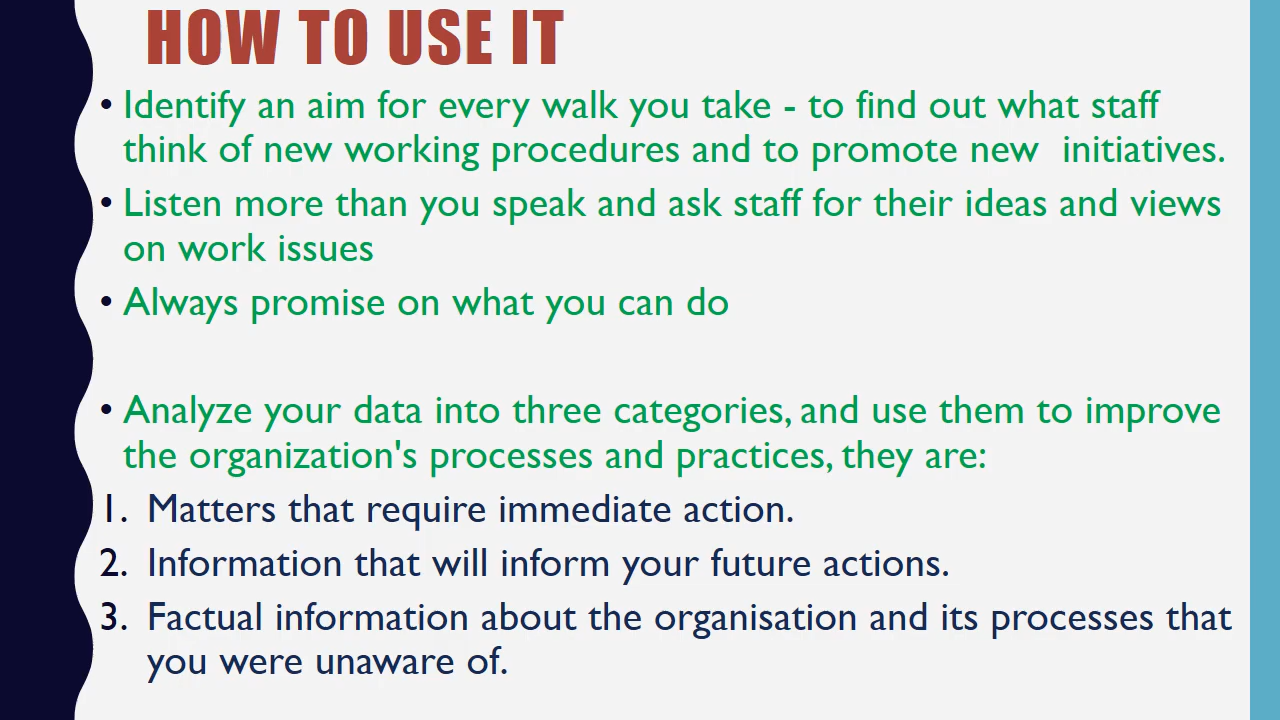 HOW TO USE IT
• Identify an aim for every walk you take - to find out what staff
think of new working procedures and to promote new  initiatives.
• Listen more than you speak and ask staff for their ideas and views
on work issues
• Always promise on what you can do
• Analyze your data into three categories, and use them to improve
the organization's processes and practices, they are:
1. Matters that require immediate action.
2. Information that will inform your future actions.
3. Factual information about the organisation and its processes that
you were unaware of.